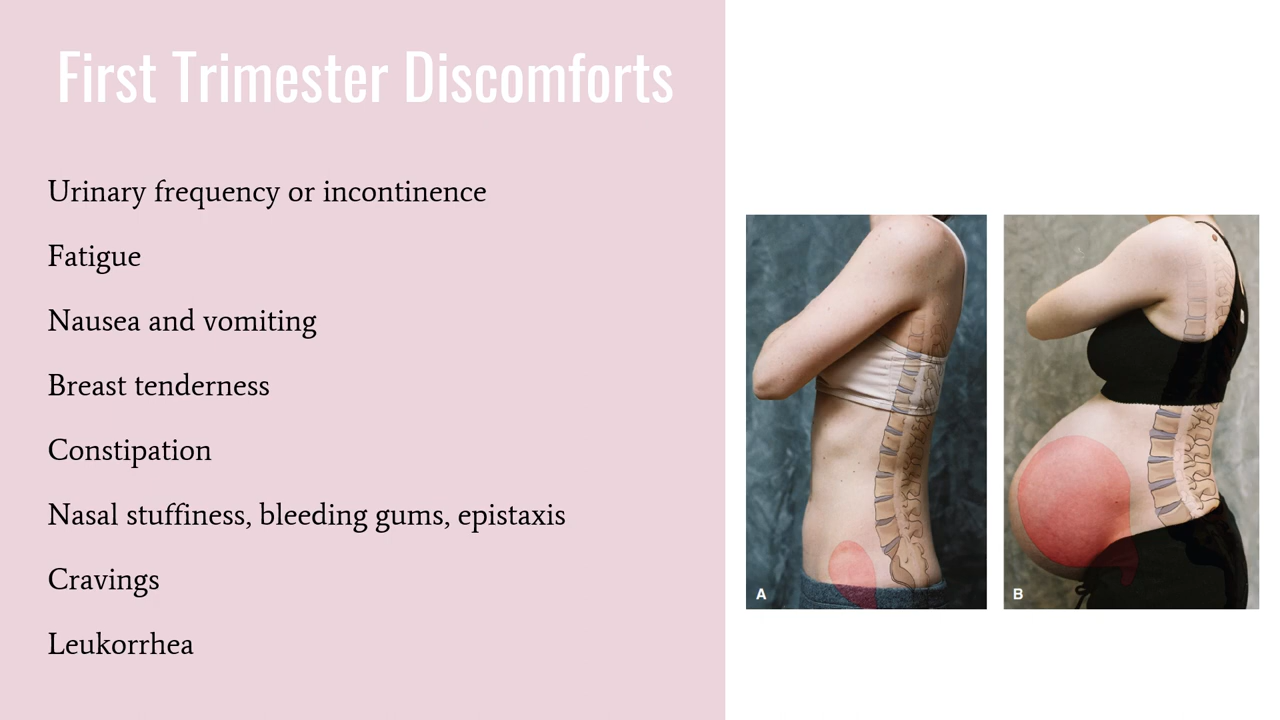 First Trimester Discomforts
Urinary frequency or incontinence
Fatigue
Nausea and vomiting
Breast tenderness
Constipation
Nasal stuffiness, bleeding gums, epistaxis
Cravings
Leukorrhea
A
B